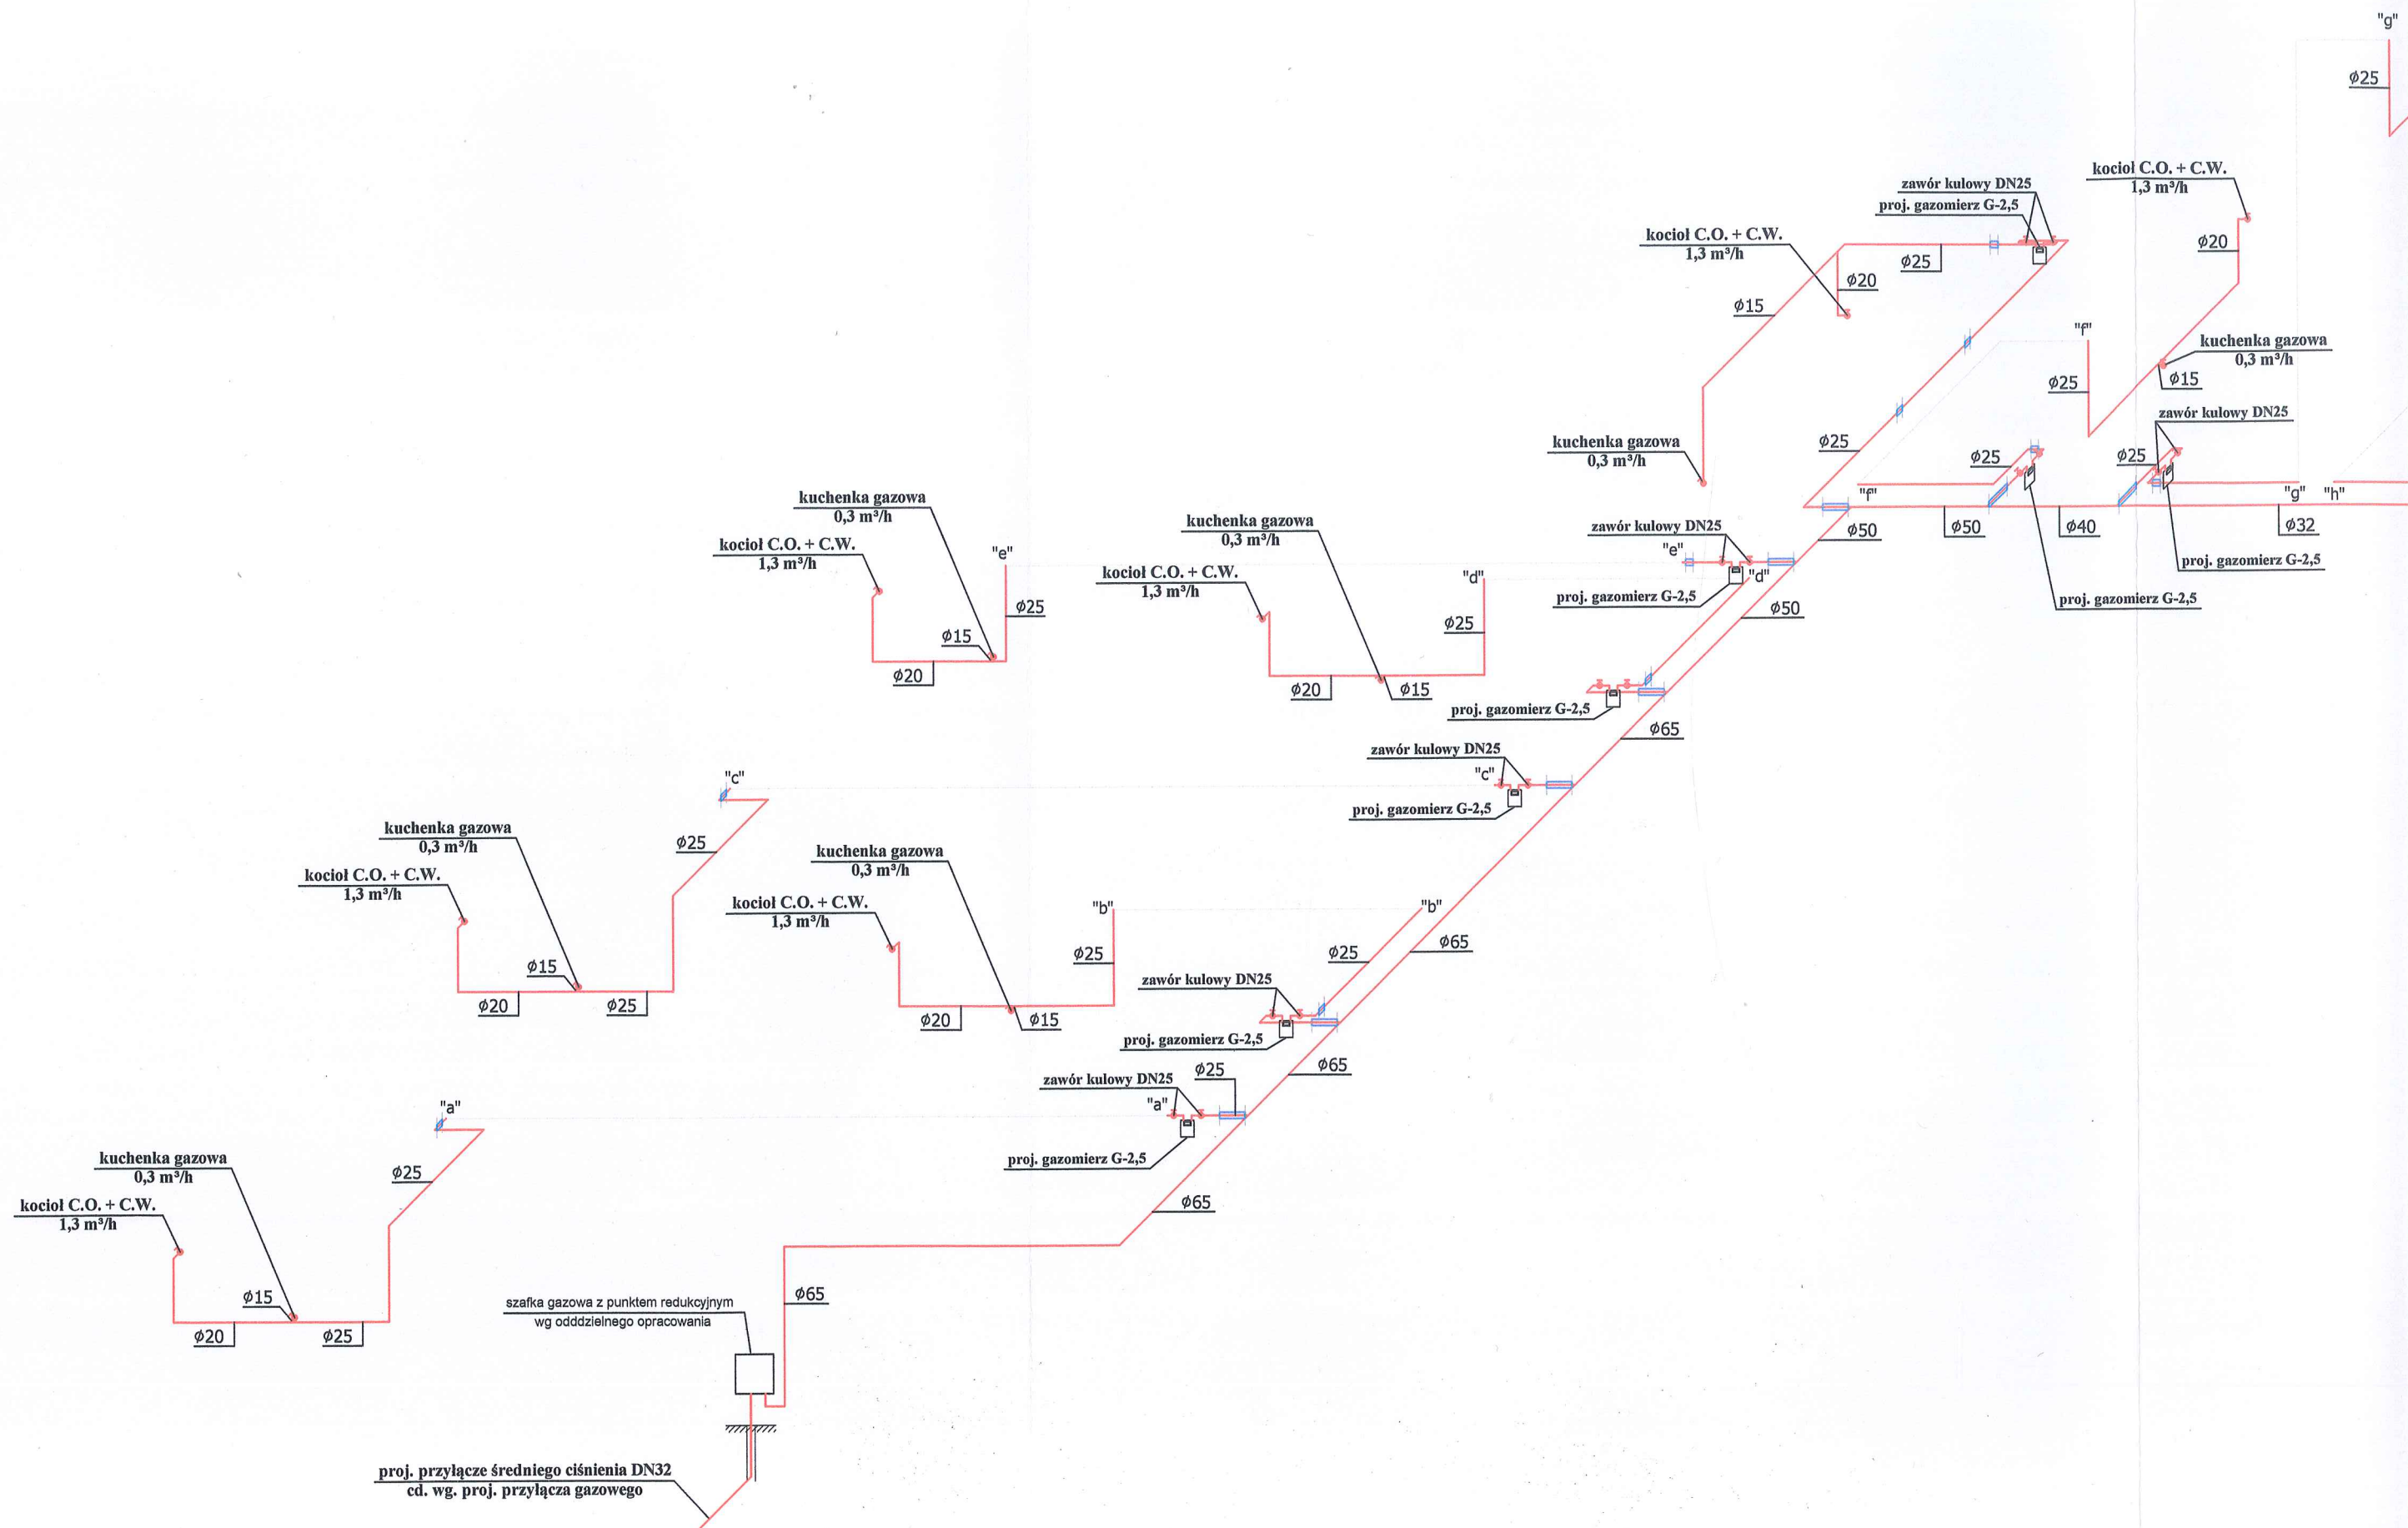 "g"
ϕ25
kocioł C.O. + C.W.
1,3 m³/h
ϕ20
zawór kulowy DN25
proj. gazomierz G-2,5
kocioł C.O. + C.W.
1,3 m³/h
ϕ25
ϕ20
ϕ15
"f"
kuchenka gazowa
0,3 m³/h
ϕ25
ϕ15
zawór kulowy DN25
kuchenka gazowa
0,3 m³/h
ϕ25
ϕ25
ϕ25
"f"
"g"
"h"
ϕ50
ϕ50
ϕ40
ϕ32
proj. gazomierz G-2,5
proj. gazomierz G-2,5
kuchenka gazowa
0,3 m³/h
kocioł C.O. + C.W.
1,3 m³/h
"e"
ϕ25
ϕ15
ϕ20
kuchenka gazowa
0,3 m³/h
kocioł C.O. + C.W.
1,3 m³/h
"d"
ϕ25
ϕ20
ϕ15
zawór kulowy DN25
"e"
"d"
proj. gazomierz G-2,5
ϕ50
proj. gazomierz G-2,5
ϕ65
zawór kulowy DN25
"c"
proj. gazomierz G-2,5
"c"
kuchenka gazowa
0,3 m³/h
ϕ25
kocioł C.O. + C.W.
1,3 m³/h
ϕ15
ϕ20
ϕ25
kuchenka gazowa
0,3 m³/h
kocioł C.O. + C.W.
1,3 m³/h
"b"
"b"
ϕ25
ϕ25
ϕ65
ϕ20
ϕ15
zawór kulowy DN25
proj. gazomierz G-2,5
ϕ65
zawór kulowy DN25
ϕ25
"a"
proj. gazomierz G-2,5
"a"
kuchenka gazowa
0,3 m³/h
ϕ25
kocioł C.O. + C.W.
1,3 m³/h
ϕ65
ϕ15
ϕ20
ϕ25
szafka gazowa z punktem redukcyjnym
wg odddzielnego opracowania
ϕ65
proj. przyłącze średniego ciśnienia DN32
cd. wg. proj. przyłącza gazowego